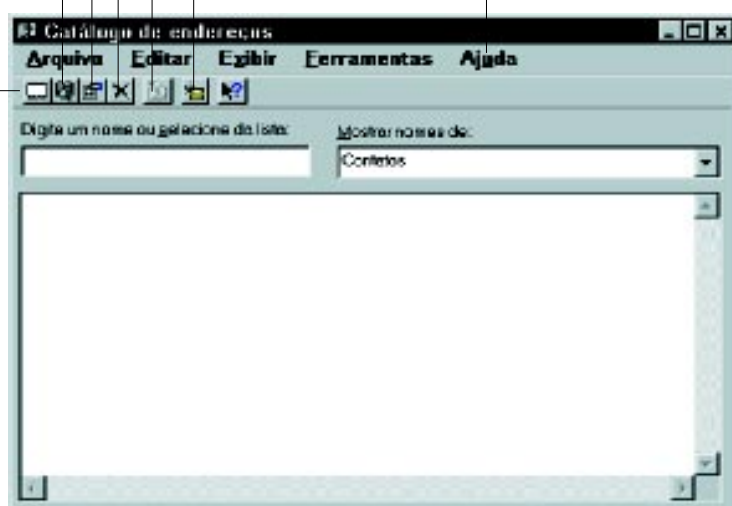 Catálogo de endereços
Arquivo Editar Exibir Ferramentas Ajuda
Digite um nome ou selecione da lista:
Mostrar nomes de:
Contatos